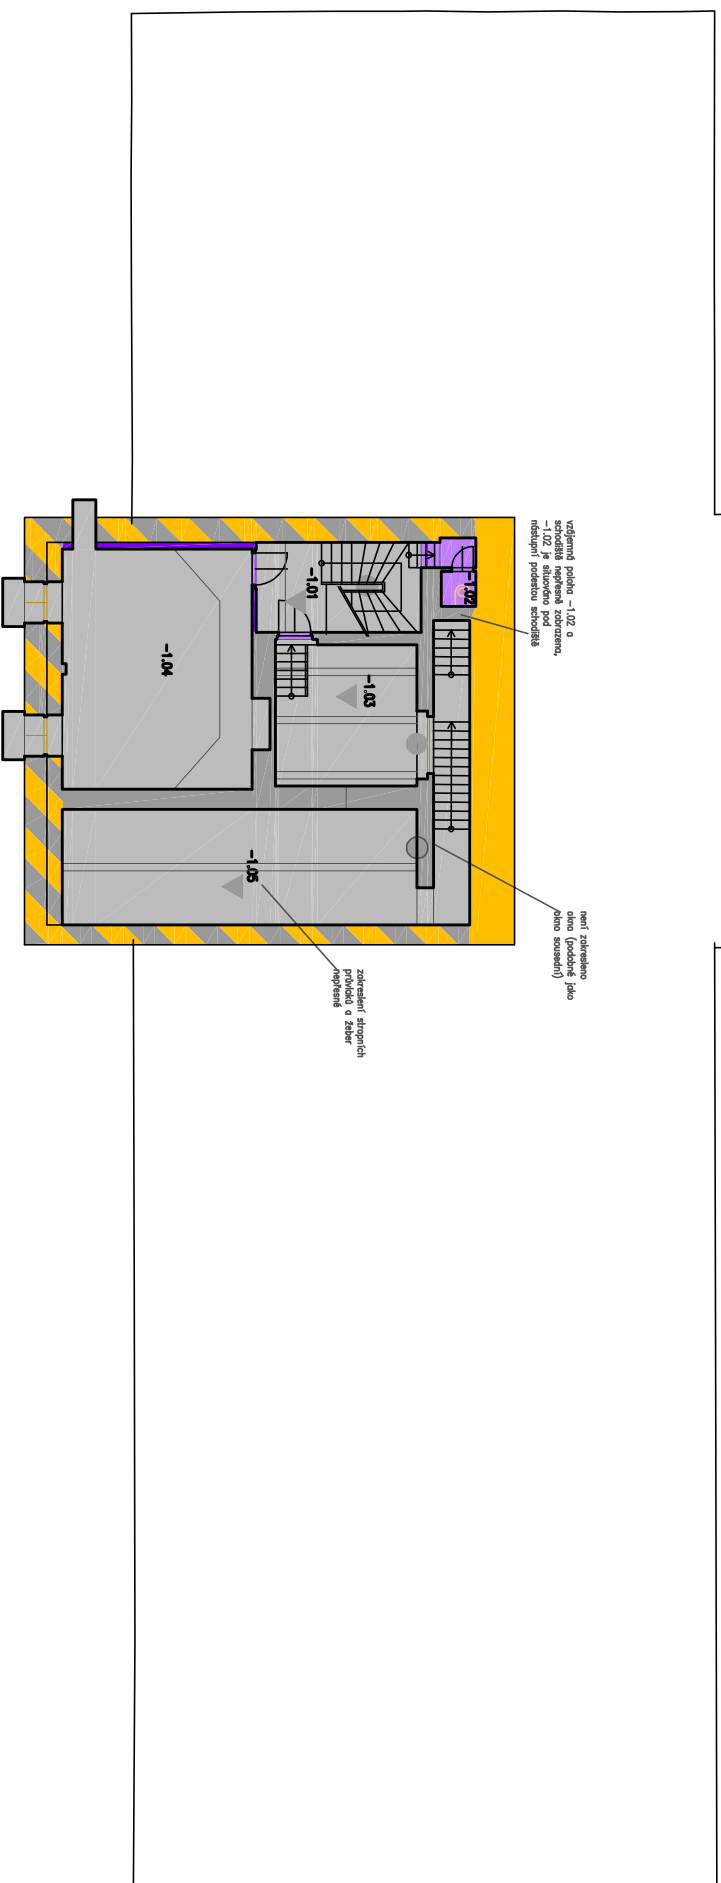 vzájemná poloha -1.02 a
schodiště nepřesně zobrazena,
-1.02 je situováno pod
nástupní podestou schodiště
-1.02
-1.01
-1.03
-1.04
-1.05
není zakresleno
okno (podobné jako
okno sousední)
zakreslení stropních
průvlaků a žeber
nepřesné